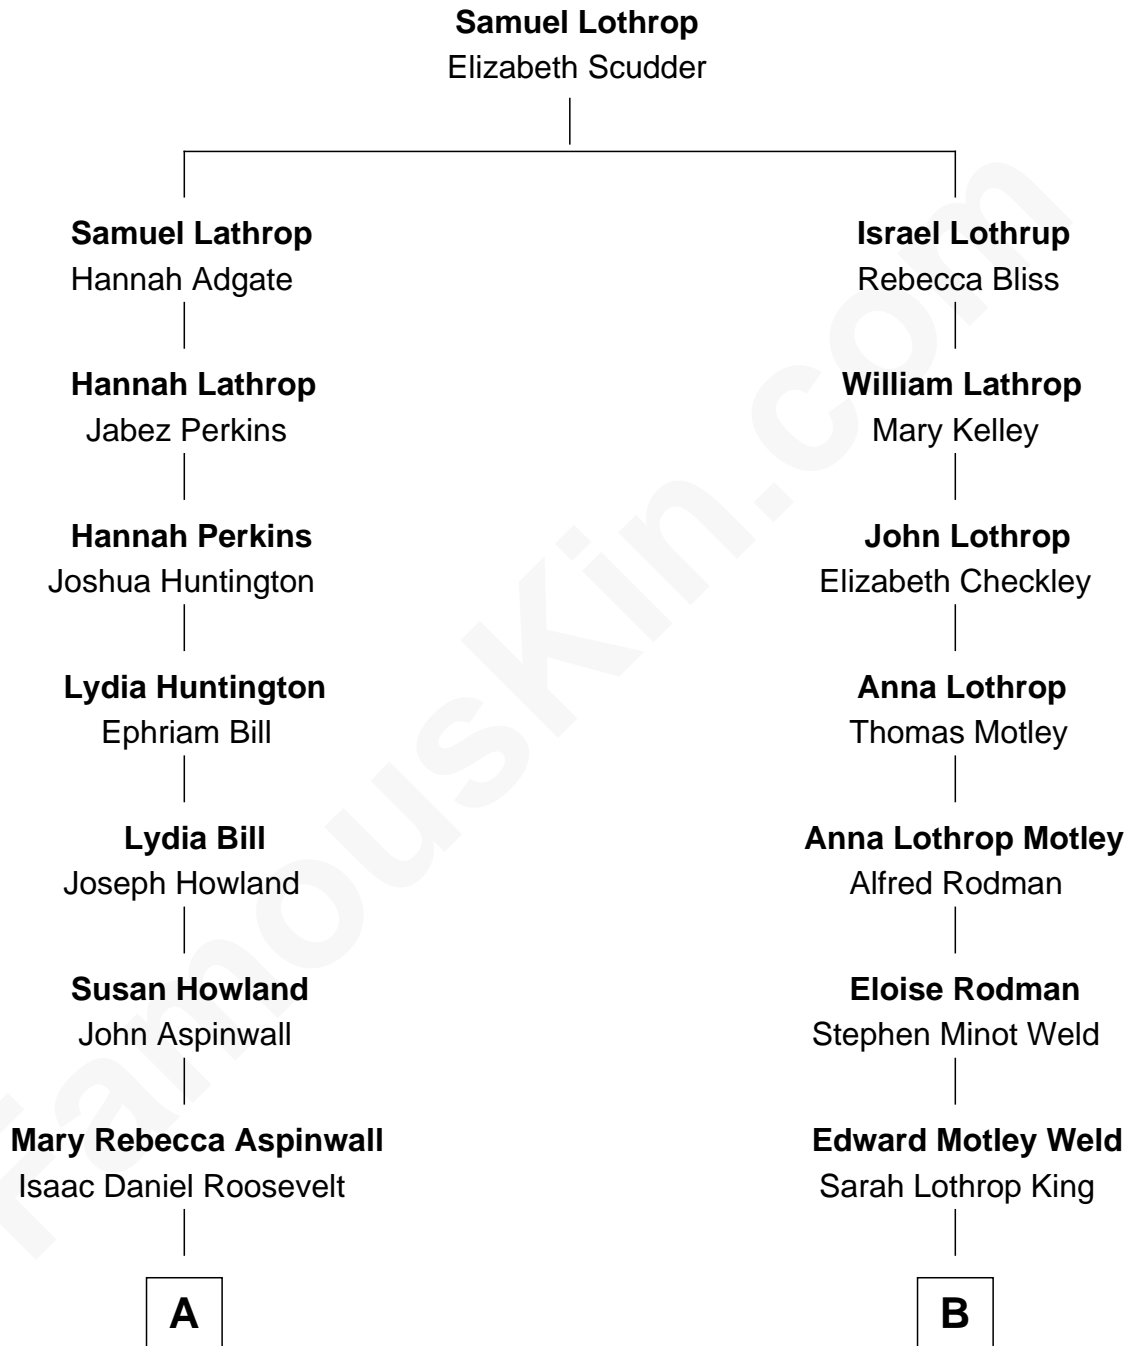 Samuel Lothrop
Elizabeth Scudder
Samuel Lathrop
Hannah Adgate
Israel Lothrup
Rebecca Bliss
Hannah Lathrop
Jabez Perkins
William Lathrop
Mary Kelley
Hannah Perkins
Joshua Huntington
John Lothrop
Elizabeth Checkley
Lydia Huntington
Ephriam Bill
Anna Lothrop
Thomas Motley
Lydia Bill
Joseph Howland
Anna Lothrop Motley
Alfred Rodman
Susan Howland
John Aspinwall
Eloise Rodman
Stephen Minot Weld
Mary Rebecca Aspinwall
Isaac Daniel Roosevelt
Edward Motley Weld
Sarah Lothrop King
A
B
FamousKin.com